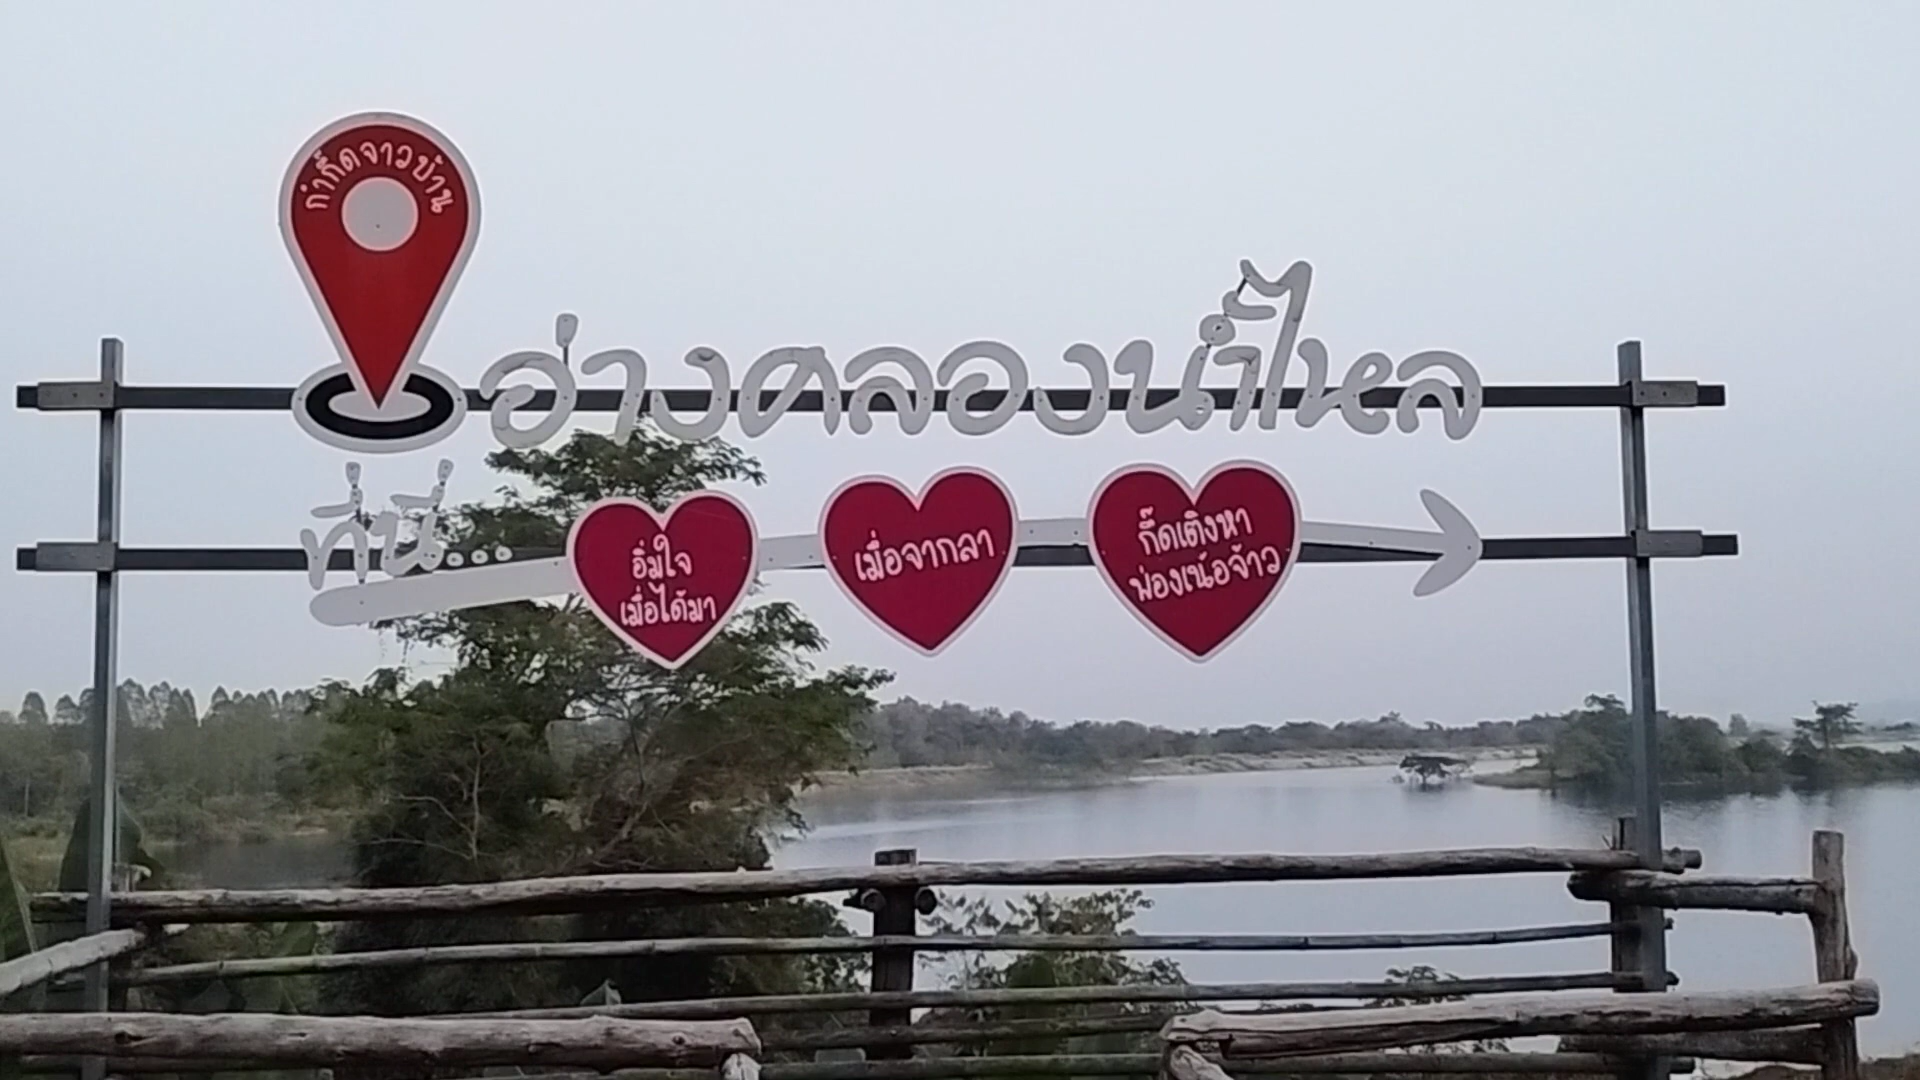 กำกึ๊ดจาวบ้าน
อ่างคลองน้ำไหล
ที่นี่...
อิ่มใจ
เมื่อได้มา
เมื่อจากลา
กึ๊ดเติงหา
พ่องเน้อจ้าว